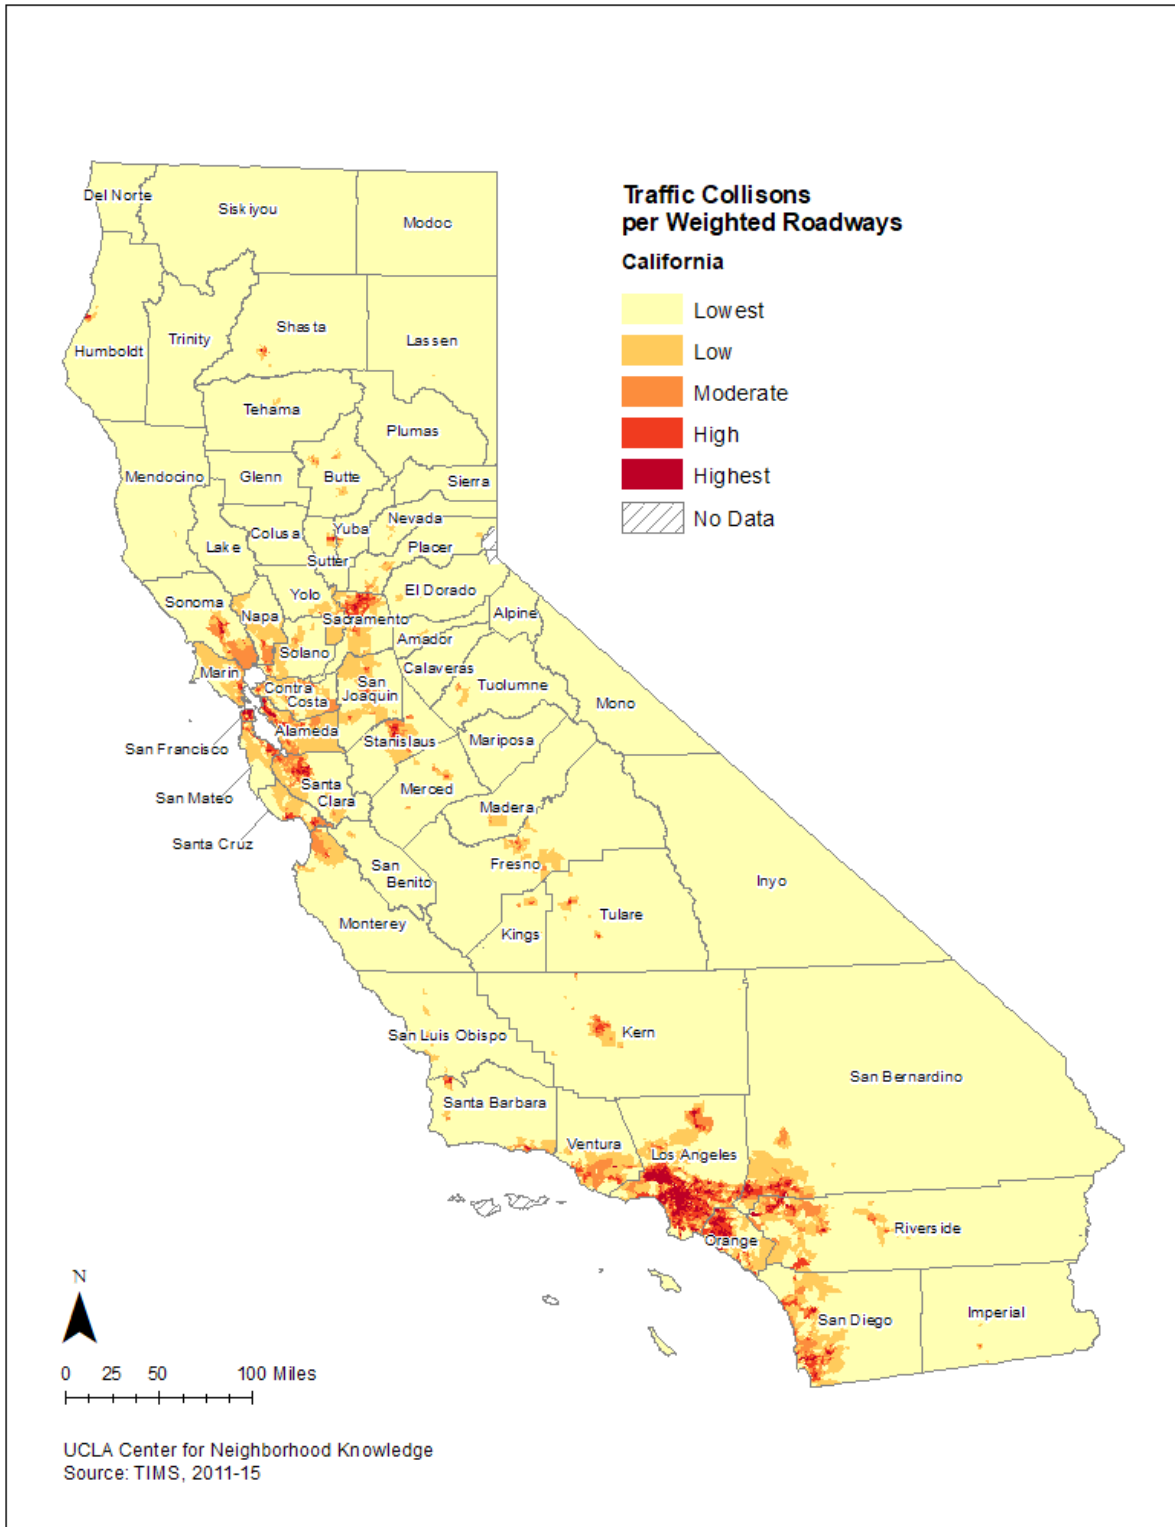 Traffic Collisons
per Weighted Roadways
California
Lowest
Low
Moderate
High
Highest
No Data
Del Norte
Siskiyou
Modoc
Humboldt
Trinity
Shasta
Lassen
Tehama
Plumas
Mendocino
Glenn
Butte
Sierra
Lake
Colusa
Yuba
Nevada
Sutter
Placer
Sonoma
Napa
Yolo
El Dorado
Sacramento
Alpine
Amador
Solano
Marin
Calaveras
Contra
Costa
San
Joaquin
Tuolumne
Mono
Alameda
San Francisco
Stanislaus
Mariposa
San Mateo
Santa
Clara
Merced
Santa Cruz
Madera
San
Benito
Fresno
Inyo
Monterey
Kings
Tulare
San Luis Obispo
Kern
San Bernardino
Santa Barbara
Ventura
Los Angeles
Orange
Riverside
San Diego
Imperial
N
0 25 50 100 Miles
UCLA Center for Neighborhood Knowledge
Source: TIMS, 2011-15